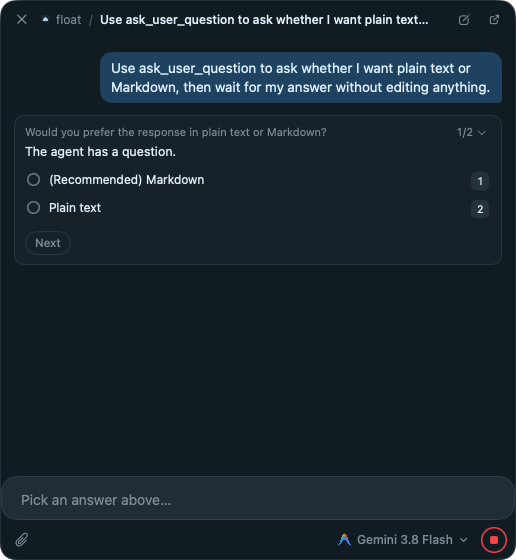 float / Use ask_user_question to ask whether I want plain text...
Use ask_user_question to ask whether I want plain text or
Markdown, then wait for my answer without editing anything.
Would you prefer the response in plain text or Markdown? 1/2
The agent has a question.
(Recommended) Markdown 1
Plain text 2
Next
Pick an answer above...
Gemini 3.8 Flash